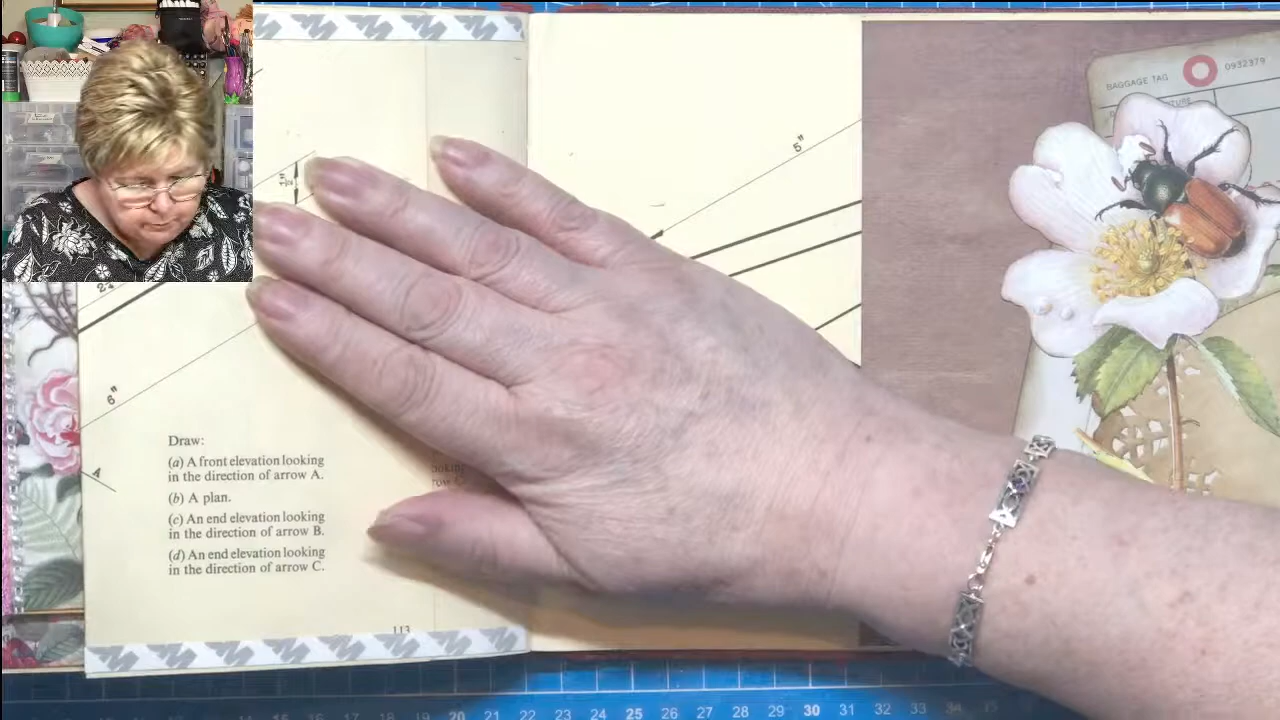 BAGGAGE TAG 0932379
5"
6"
A
Draw:
(a) A front elevation looking
in the direction of arrow A.
(b) A plan.
(c) An end elevation looking
in the direction of arrow B.
(d) An end elevation looking
in the direction of arrow C.
113
20 21 22 23 24 25 26 27 28 29 30 31 32 33 34